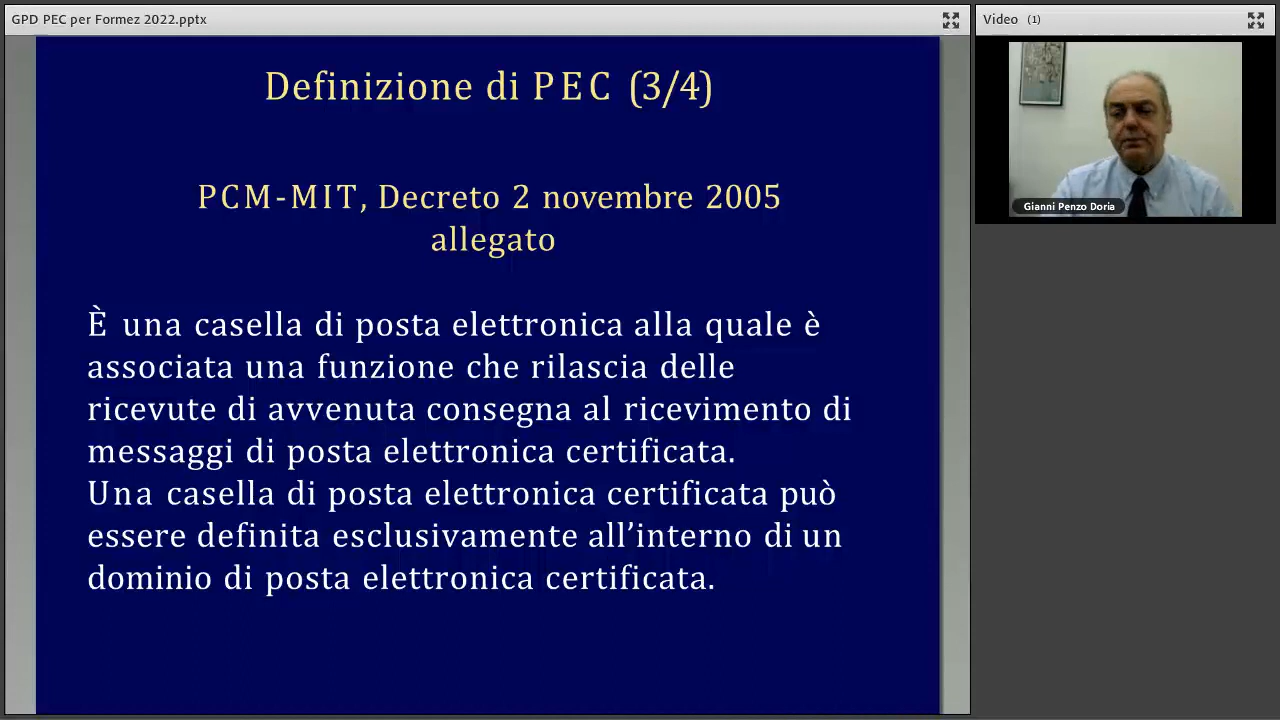 GPD PEC per Formez 2022.pptx
Video (1)
Definizione di PEC (3/4)
PCM-MIT, Decreto 2 novembre 2005
allegato
È una casella di posta elettronica alla quale è
associata una funzione che rilascia delle
ricevute di avvenuta consegna al ricevimento di
messaggi di posta elettronica certificata.
Una casella di posta elettronica certificata può
essere definita esclusivamente all’interno di un
dominio di posta elettronica certificata.
Gianni Penzo Doria